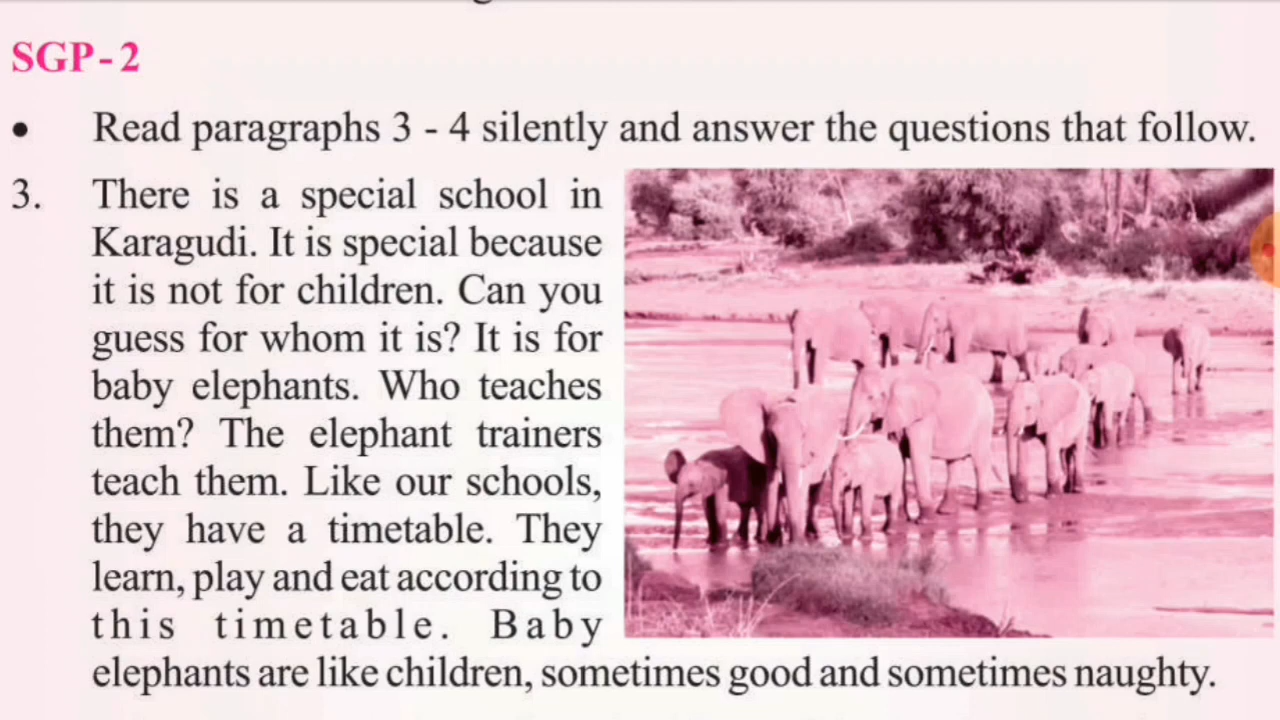 SGP - 2
• Read paragraphs 3 - 4 silently and answer the questions that follow.
3. There is a special school in
Karagudi. It is special because
it is not for children. Can you
guess for whom it is? It is for
baby elephants. Who teaches
them? The elephant trainers
teach them. Like our schools,
they have a timetable. They
learn, play and eat according to
this timetable. Baby
elephants are like children, sometimes good and sometimes naughty.